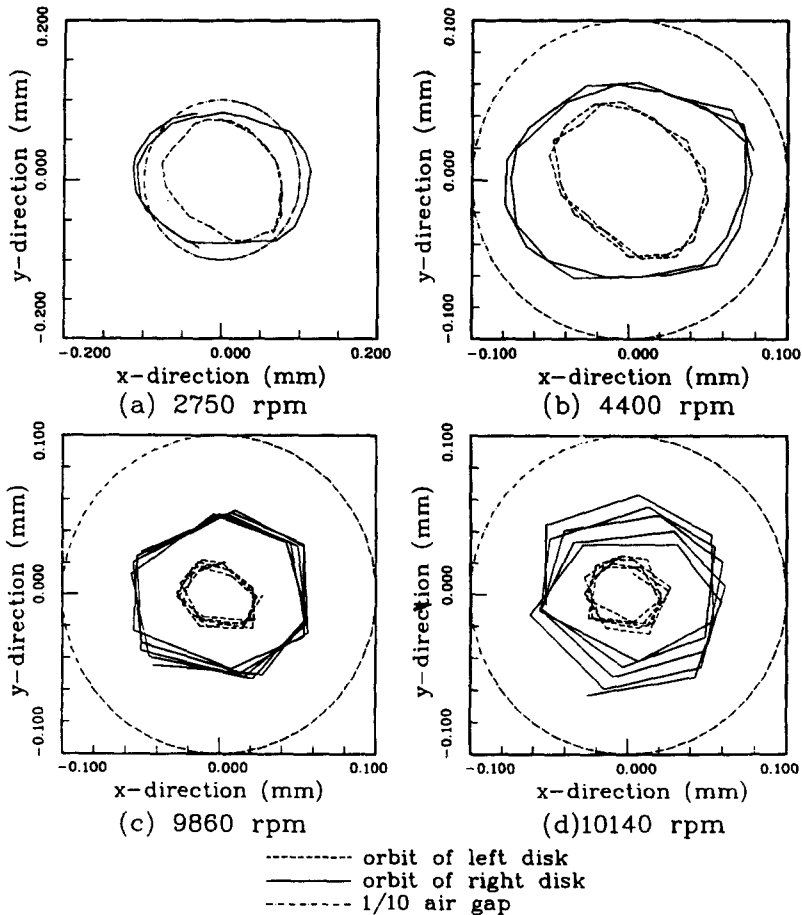 0.200
0.000
-0.200
y-direction (mm)
-0.200
0.000
0.200
x-direction (mm)
(a) 2750 rpm
0.100
0.000
-0.100
y-direction (mm)
-0.100
0.000
0.100
x-direction (mm)
(b) 4400 rpm
0.100
0.000
-0.100
y-direction (mm)
-0.100
0.000
0.100
x-direction (mm)
(c) 9860 rpm
0.100
0.000
-0.100
y-direction (mm)
-0.100
0.000
0.100
x-direction (mm)
(d)10140 rpm
orbit of left disk
orbit of right disk
1/10 air gap